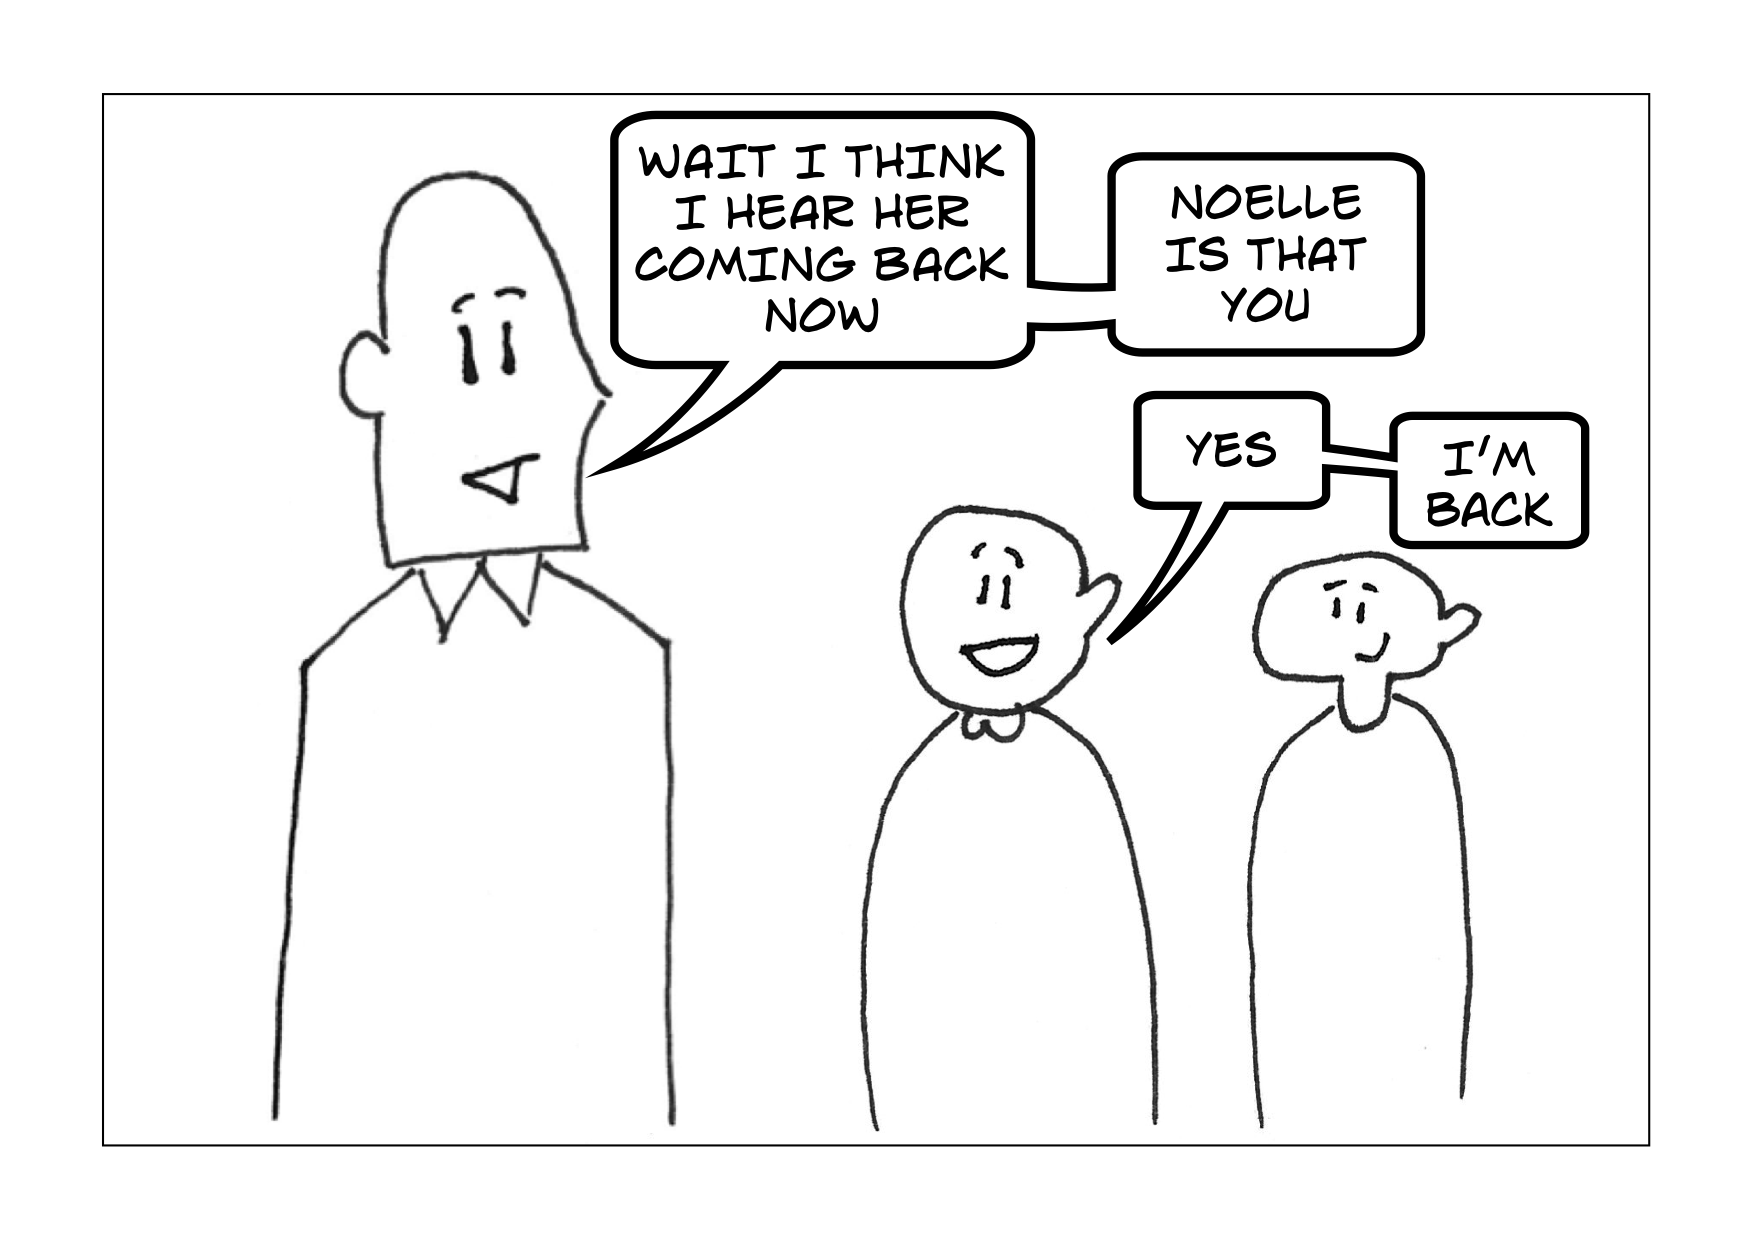 WAIT I THINK
I HEAR HER
COMING BACK
NOW
NOELLE
IS THAT
YOU
YES
I'M
BACK